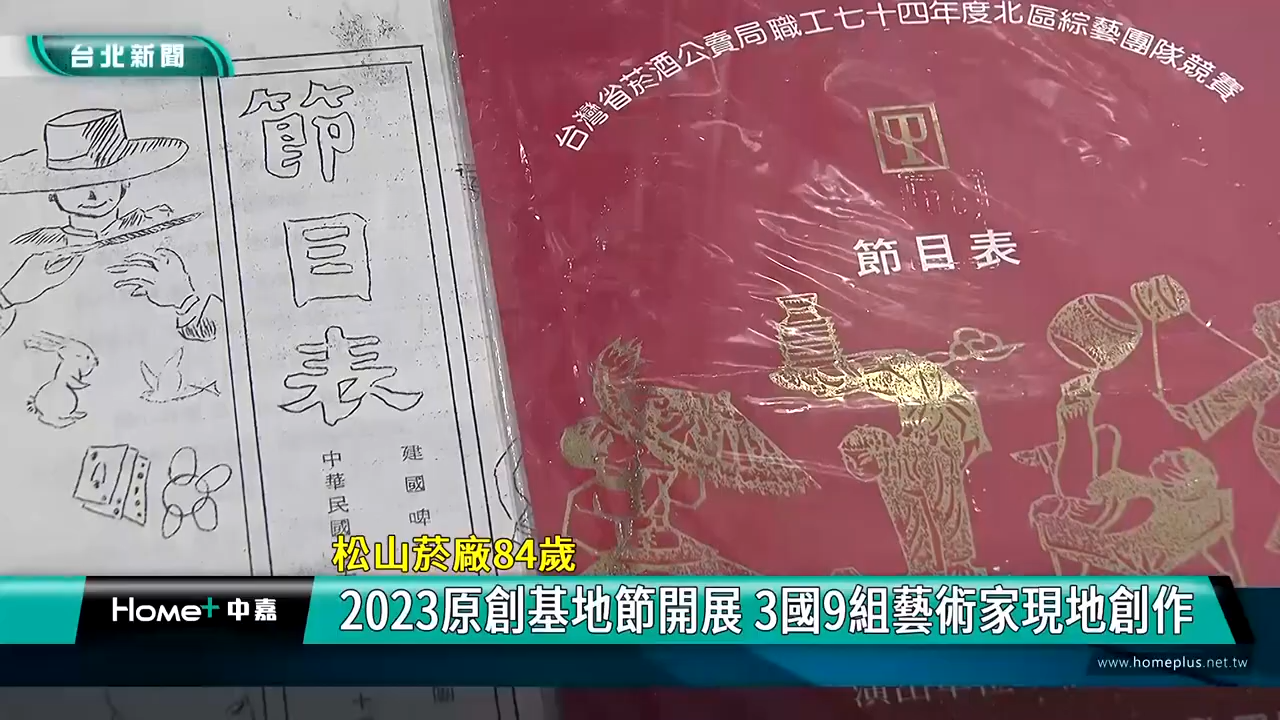 台北新聞
節目表
建國啤
中華民國
台灣省菸酒公賣局職工七十四年度北區綜藝團隊競賽
節目表
松山菸廠84歲
Home+中嘉
2023原創基地節開展 3國9組藝術家現地創作
www.homeplus.net.tw